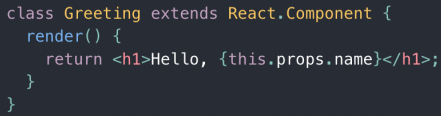 class Greeting extends React.Component {
  render() {
    return <h1>Hello, {this.props.name}</h1>;
  }
}